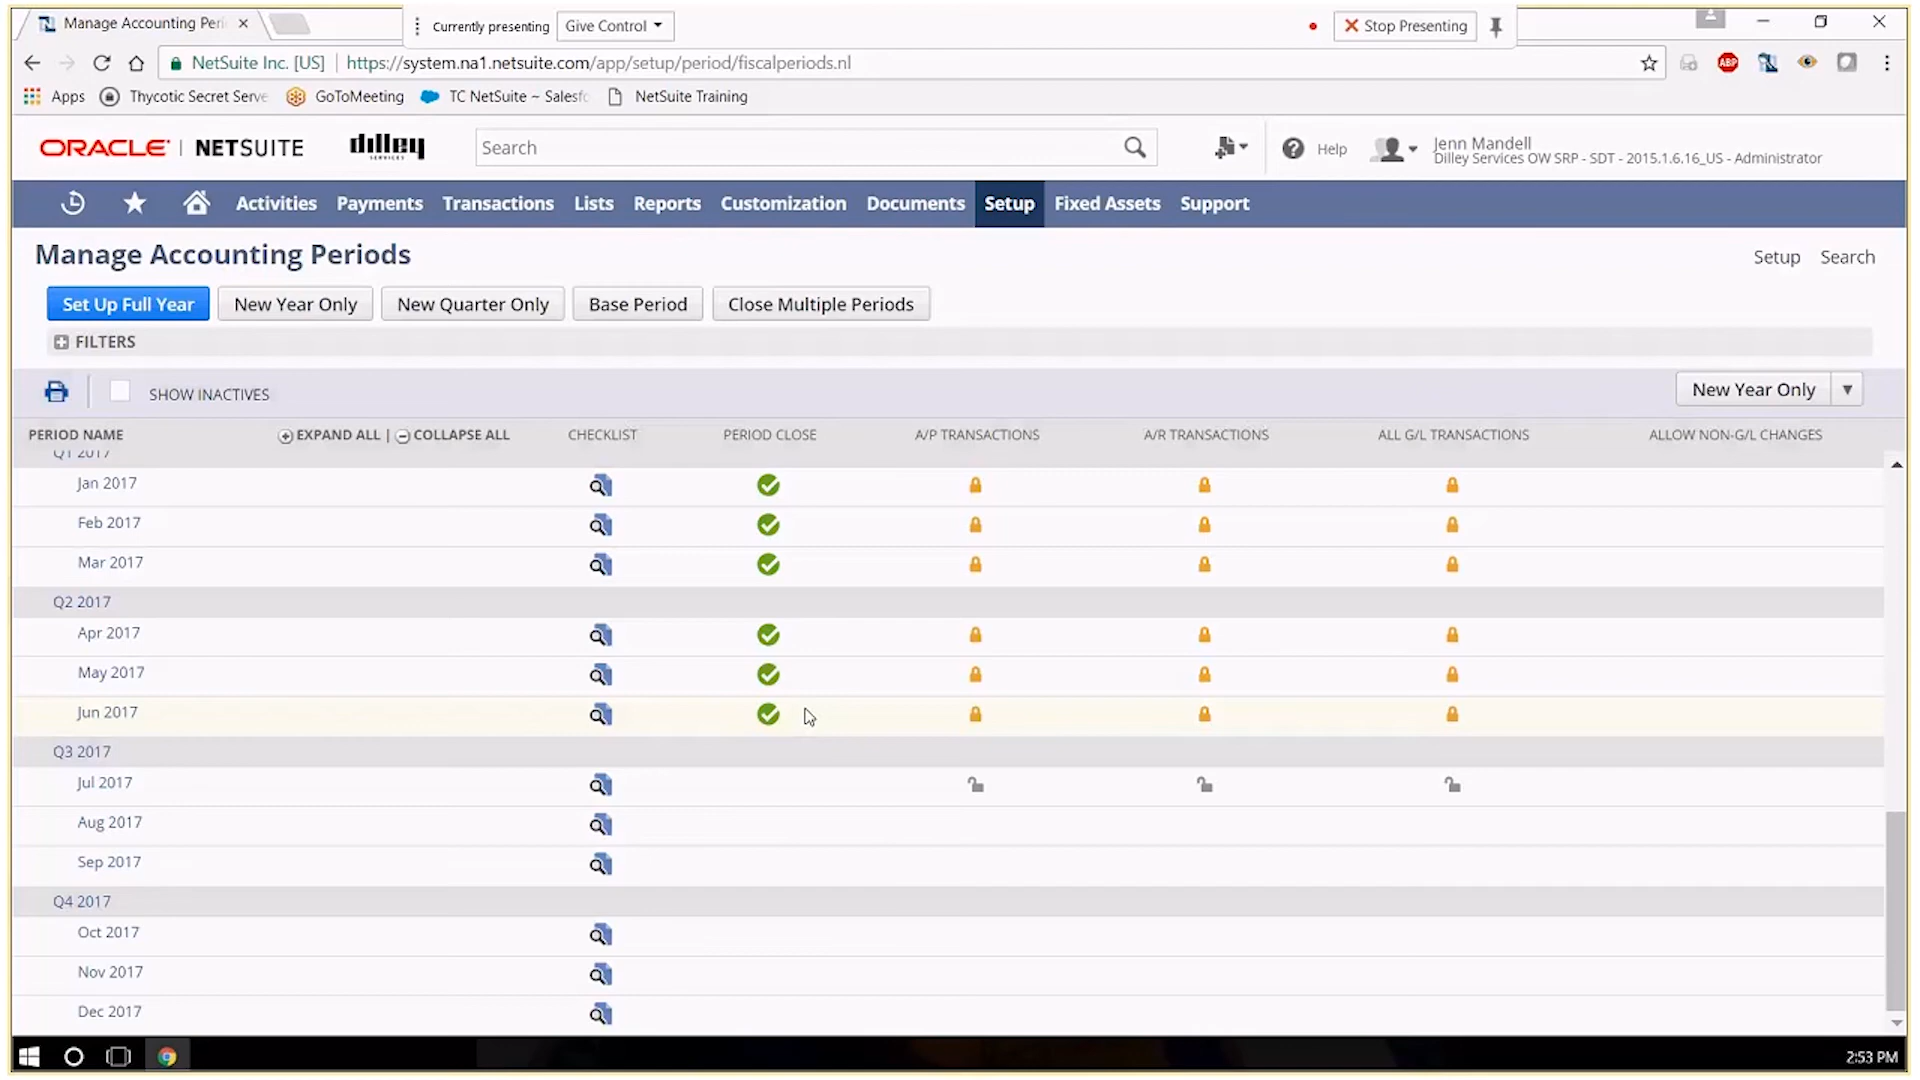 Manage Accounting Peri
Currently presenting
Give Control
Stop Presenting
NetSuite Inc. [US] | https://system.na1.netsuite.com/app/setup/period/fiscalperiods.nl
ABP
Apps
Thycotic Secret Serve
GoToMeeting
TC NetSuite ~ Salesfo
NetSuite Training
ORACLE | NETSUITE
dilley
SERVICES
Search
Help
Jenn Mandell
Dilley Services OW SRP - SDT - 2015.1.6.16_US - Administrator
Activities Payments Transactions Lists Reports Customization Documents Setup Fixed Assets Support
Manage Accounting Periods
Setup Search
Set Up Full Year
New Year Only
New Quarter Only
Base Period
Close Multiple Periods
FILTERS
SHOW INACTIVES
New Year Only
PERIOD NAME EXPAND ALL | COLLAPSE ALL CHECKLIST PERIOD CLOSE A/P TRANSACTIONS A/R TRANSACTIONS ALL G/L TRANSACTIONS ALLOW NON-G/L CHANGES
Q1 2017
Jan 2017
Feb 2017
Mar 2017
Q2 2017
Apr 2017
May 2017
Jun 2017
Q3 2017
Jul 2017
Aug 2017
Sep 2017
Q4 2017
Oct 2017
Nov 2017
Dec 2017
2:53 PM